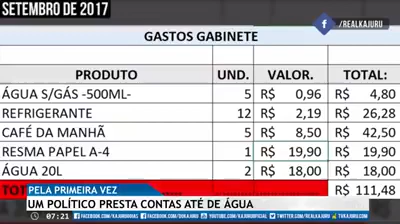 SETEMBRO DE 2017
f /REALKAJURU
GASTOS GABINETE
PRODUTO UND. VALOR. TOTAL:
ÁGUA S/GÁS -500ML- 5 R$ 0,96 R$ 4,80
REFRIGERANTE 12 R$ 2,19 R$ 26,28
CAFÉ DA MANHÃ 5 R$ 8,50 R$ 42,50
RESMA PAPEL A-4 1 R$ 19,90 R$ 19,90
ÁGUA 20L 2 R$ 18,00 R$ 18,00
R$ 111,48
PELA PRIMEIRA VEZ
UM POLÍTICO PRESTA CONTAS ATÉ DE ÁGUA
07:21